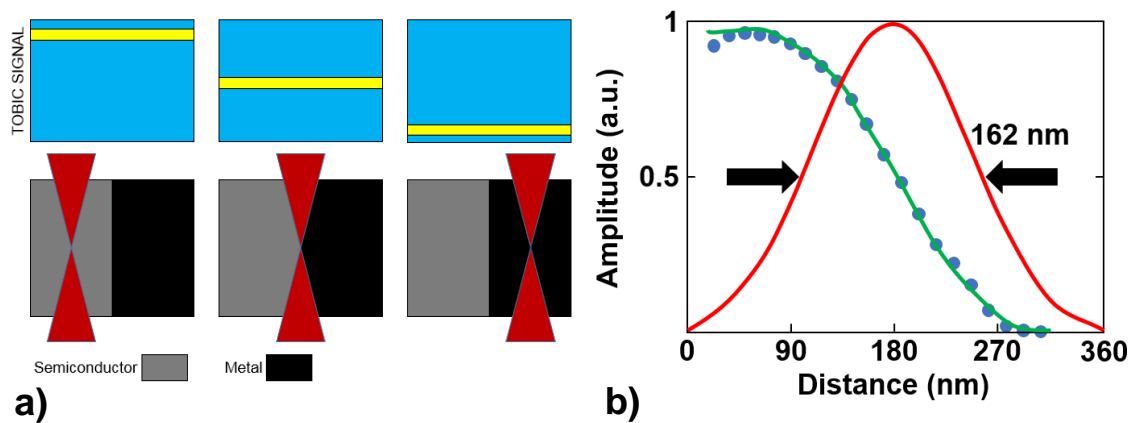 TOBIC SIGNAL
Semiconductor
Metal
a)
Amplitude (a.u.)
1
0.5
162 nm
0
90
180
270
360
Distance (nm)
b)